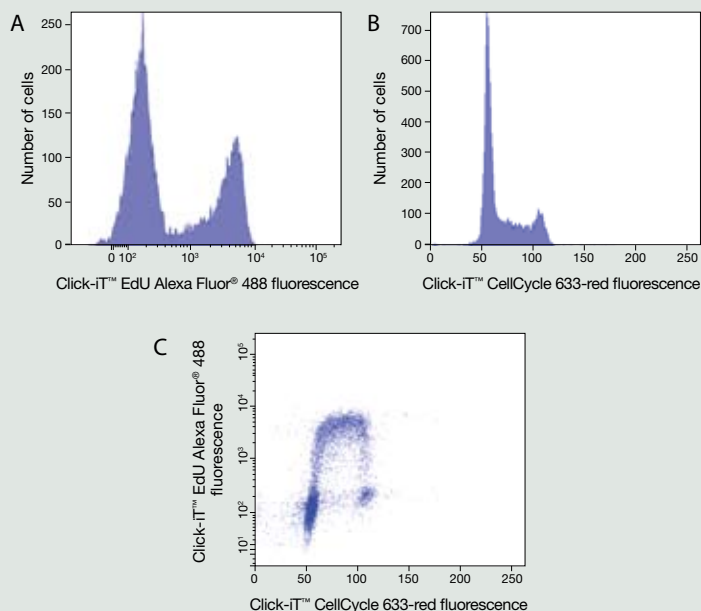 A
Number of cells
250
200
150
100
50
0
0 10² 10³ 10⁴ 10⁵
Click-iT™ EdU Alexa Fluor® 488 fluorescence
B
Number of cells
700
600
500
400
300
200
100
0
0 50 100 150 200 250
Click-iT™ CellCycle 633-red fluorescence
C
Click-iT™ EdU Alexa Fluor® 488
fluorescence
10⁵
10⁴
10³
10²
10¹
0 50 100 150 200 250
Click-iT™ CellCycle 633-red fluorescence